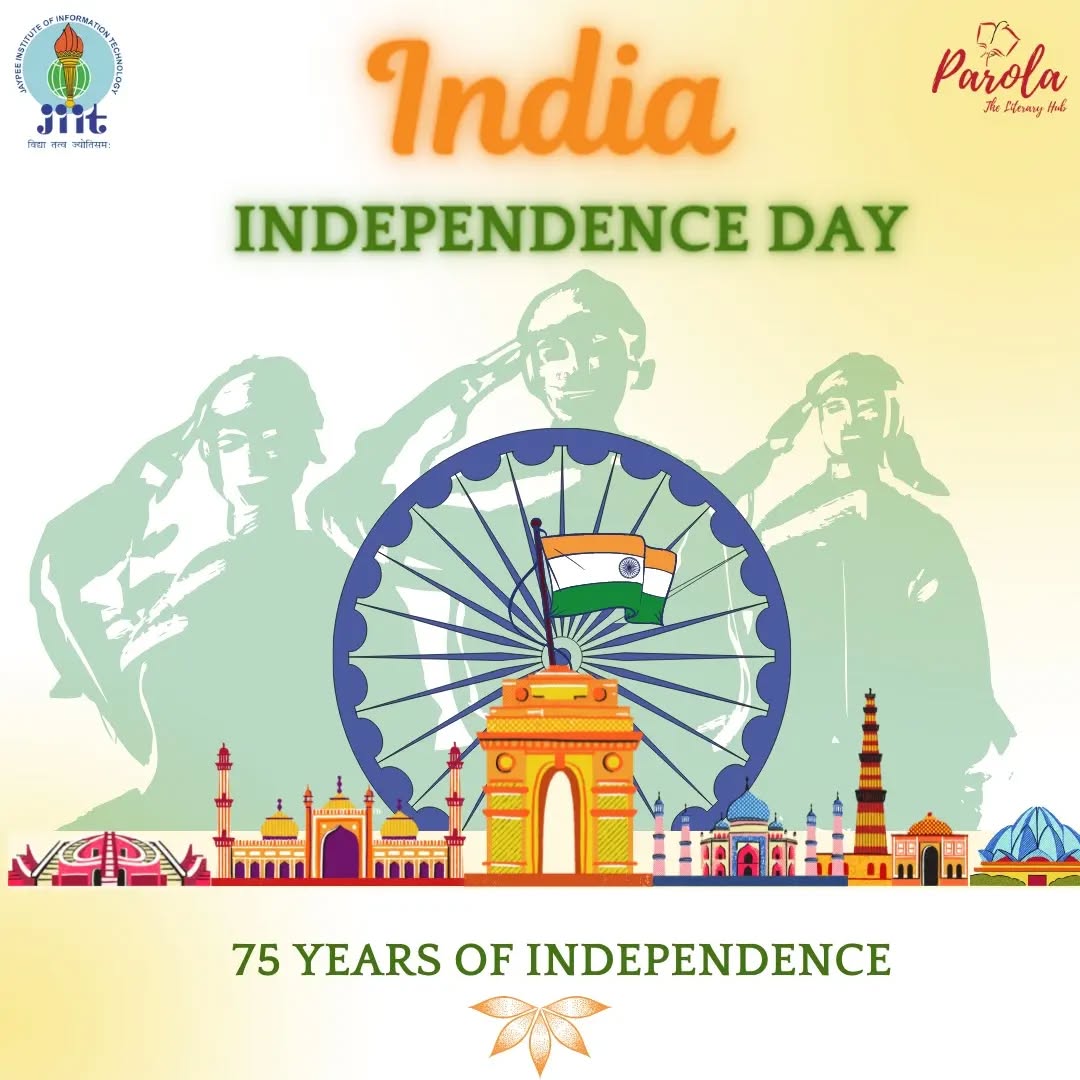 JAYPEE INSTITUTE OF INFORMATION TECHNOLOGY
jiit
विद्या तत्व ज्योतिसमः
Parola
The Literary Hub
India
INDEPENDENCE DAY
75 YEARS OF INDEPENDENCE